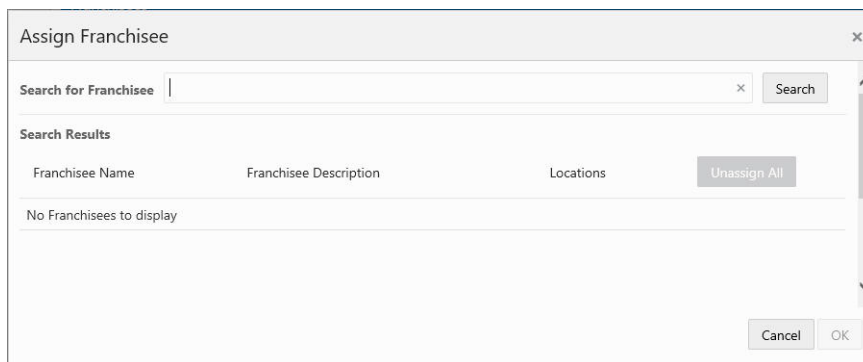 Assign Franchisee
Search for Franchisee Search
Search Results
Franchisee Name Franchisee Description Locations Unassign All
No Franchisees to display
Cancel OK